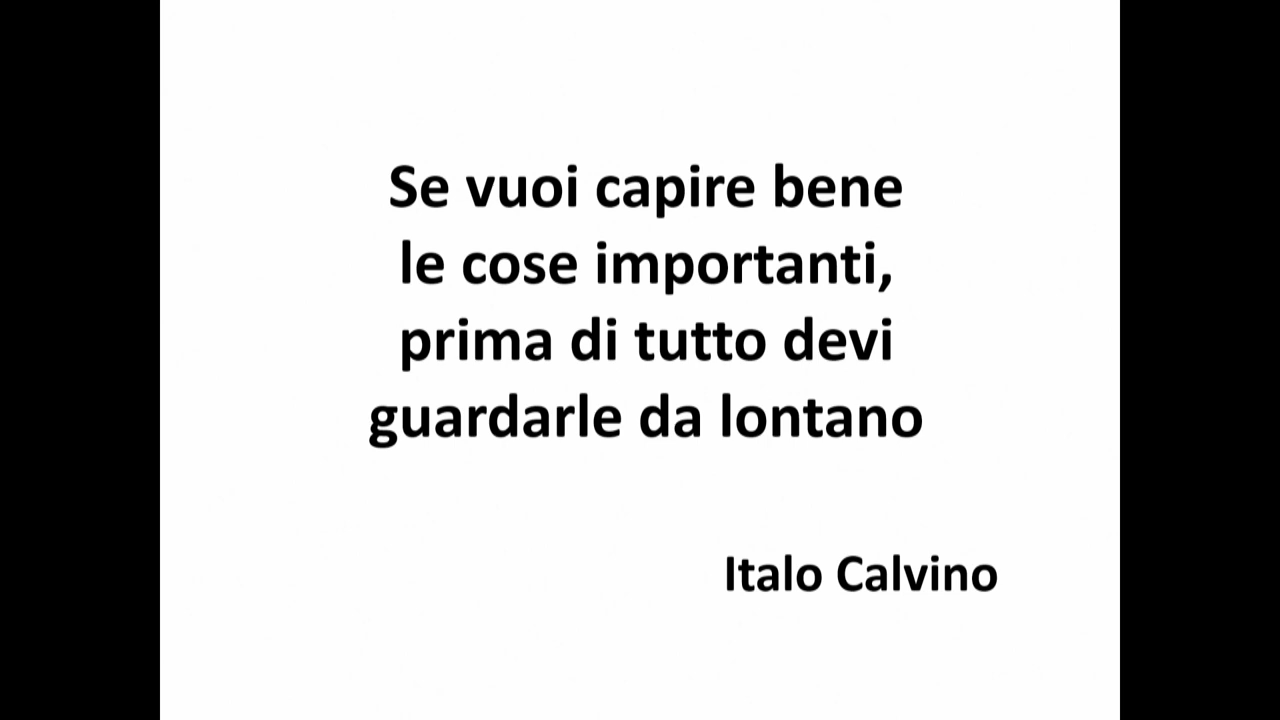 Se vuoi capire bene
le cose importanti,
prima di tutto devi
guardarle da lontano
Italo Calvino